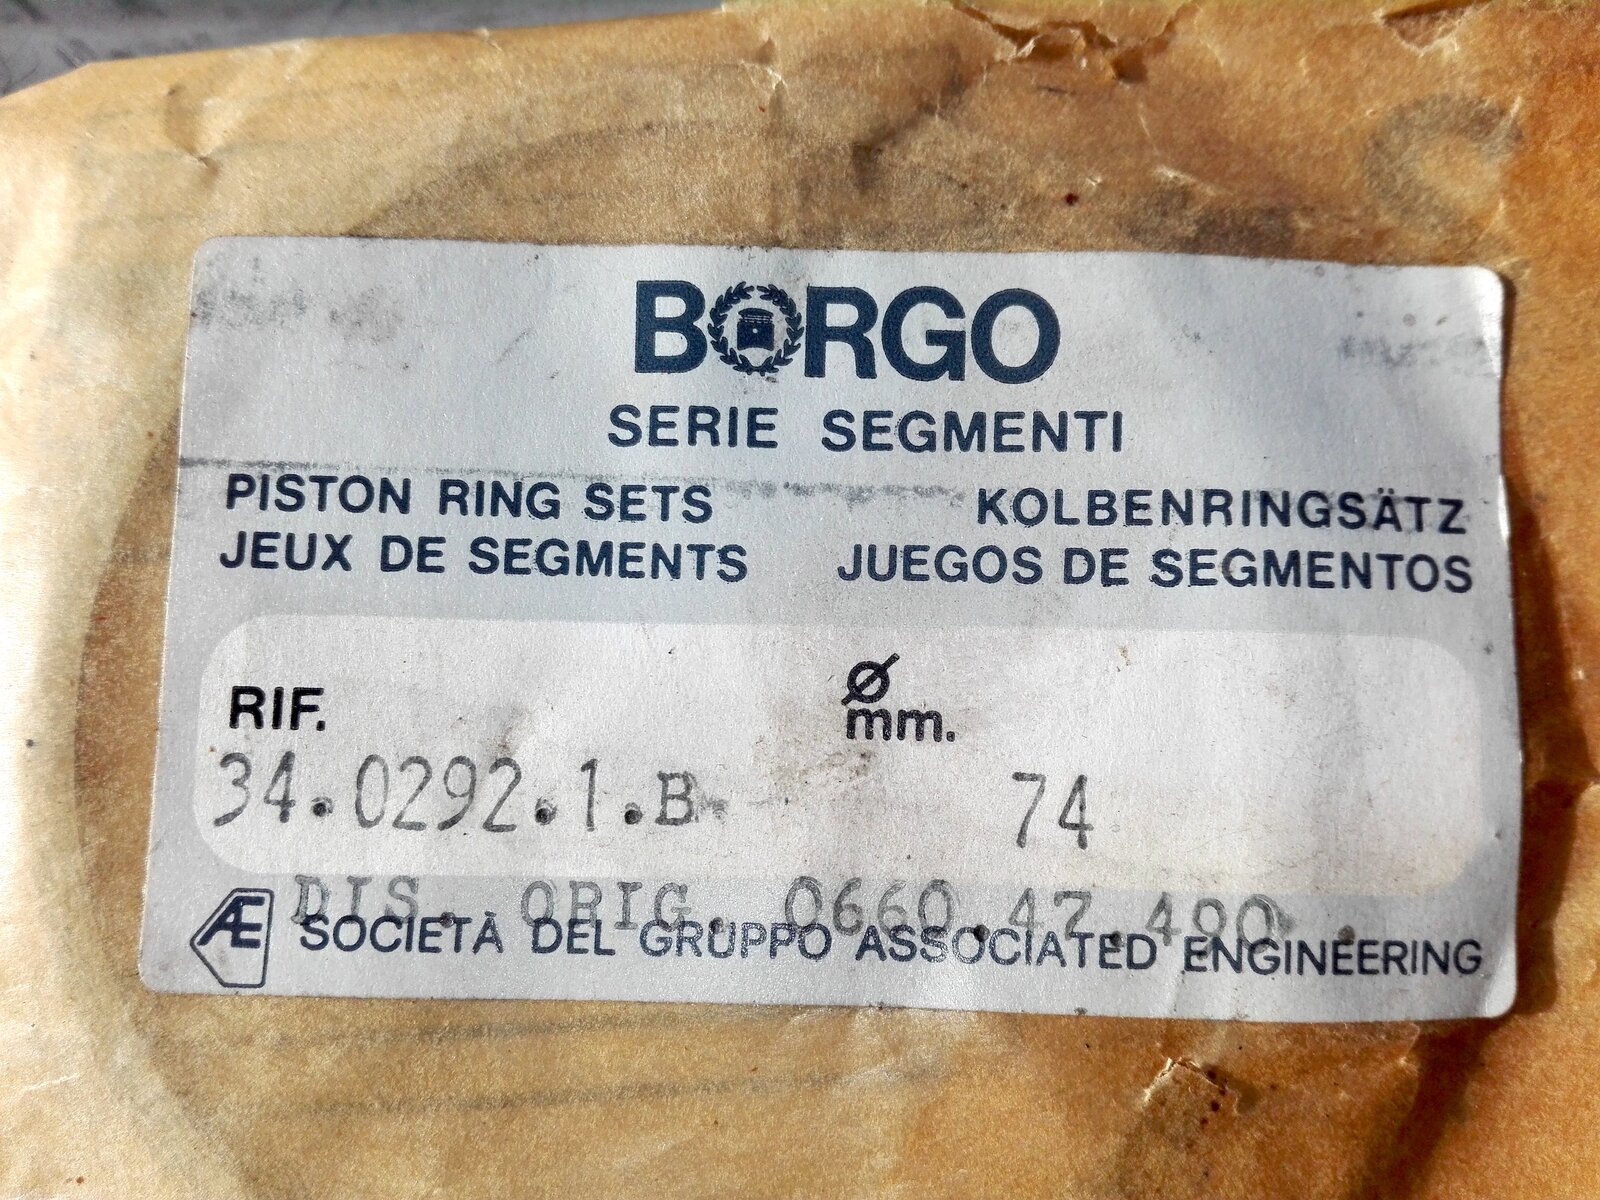 BORGO
SERIE SEGMENTI
PISTON RING SETS
KOLBENRINGSÄTZ
JEUX DE SEGMENTS
JUEGOS DE SEGMENTOS
RIF.
Ø
mm.
34.0292.1.B
74
DIS. ORIG. 0660.47.490
Æ SOCIETÀ DEL GRUPPO ASSOCIATED ENGINEERING